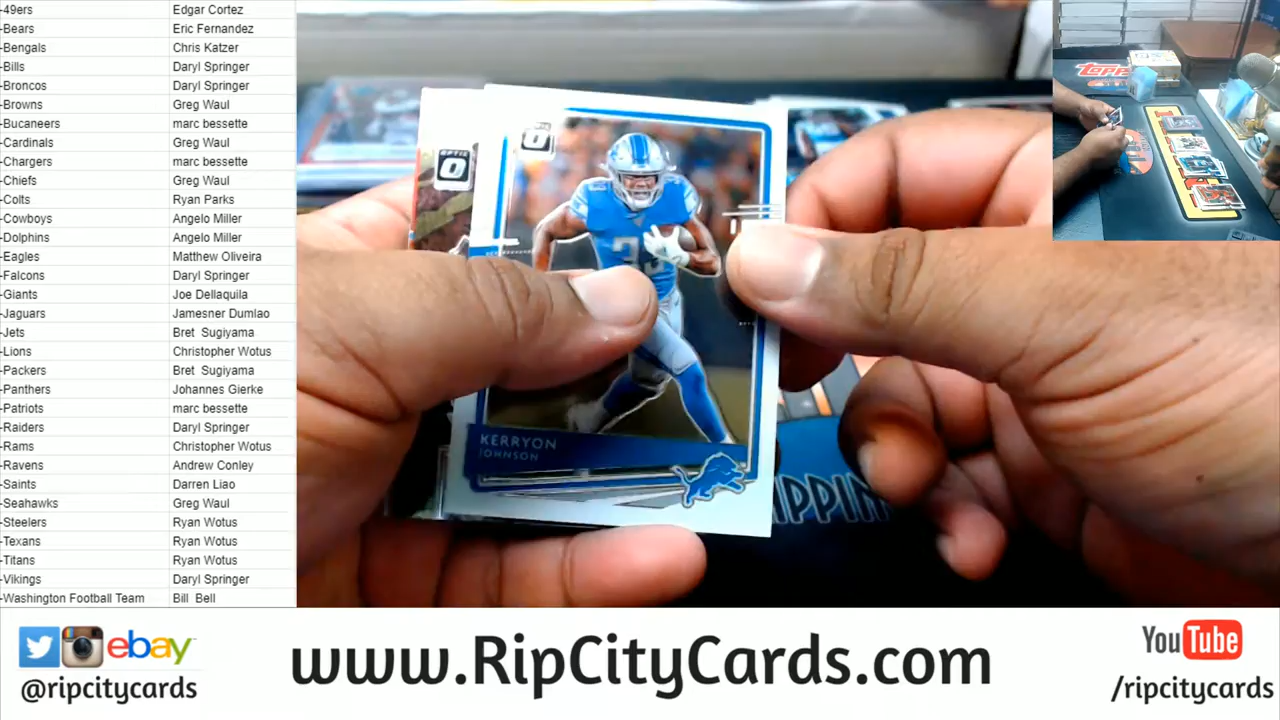 -49ers Edgar Cortez
-Bears Eric Fernandez
-Bengals Chris Katzer
-Bills Daryl Springer
-Broncos Daryl Springer
-Browns Greg Waul
-Bucaneers marc bessette
-Cardinals Greg Waul
-Chargers marc bessette
-Chiefs Greg Waul
-Colts Ryan Parks
-Cowboys Angelo Miller
-Dolphins Angelo Miller
-Eagles Matthew Oliveira
-Falcons Daryl Springer
-Giants Joe Dellaquila
-Jaguars Jamesner Dumlao
-Jets Bret Sugiyama
-Lions Christopher Wotus
-Packers Bret Sugiyama
-Panthers Johannes Gierke
-Patriots marc bessette
-Raiders Daryl Springer
-Rams Christopher Wotus
-Ravens Andrew Conley
-Saints Darren Liao
-Seahawks Greg Waul
-Steelers Ryan Wotus
-Texans Ryan Wotus
-Titans Ryan Wotus
-Vikings Daryl Springer
-Washington Football Team Bill Bell
OPTIC
OPTIC
33
KERRYON
JOHNSON
IPPIN
Topps
ebay
@ripcitycards
www.RipCityCards.com
YouTube
/ripcitycards